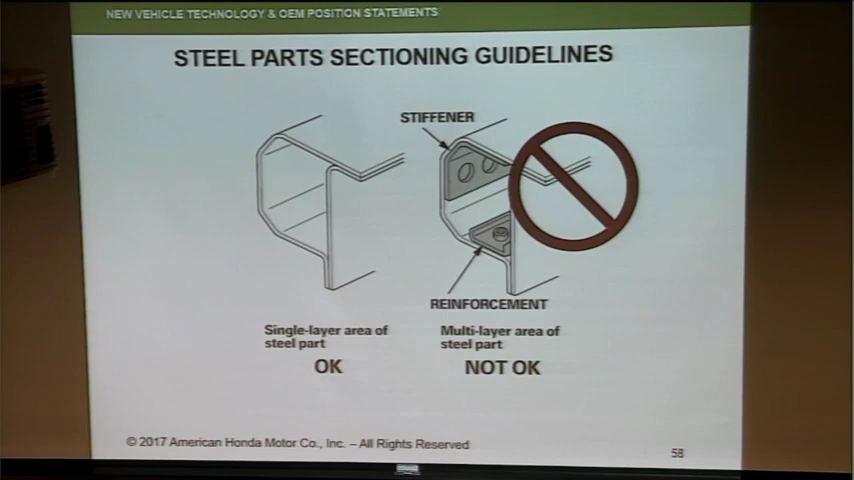 NEW VEHICLE TECHNOLOGY & OEM POSITION STATEMENTS
STEEL PARTS SECTIONING GUIDELINES
STIFFENER
REINFORCEMENT
Single-layer area of
steel part
OK
Multi-layer area of
steel part
NOT OK
© 2017 American Honda Motor Co., Inc. – All Rights Reserved
58